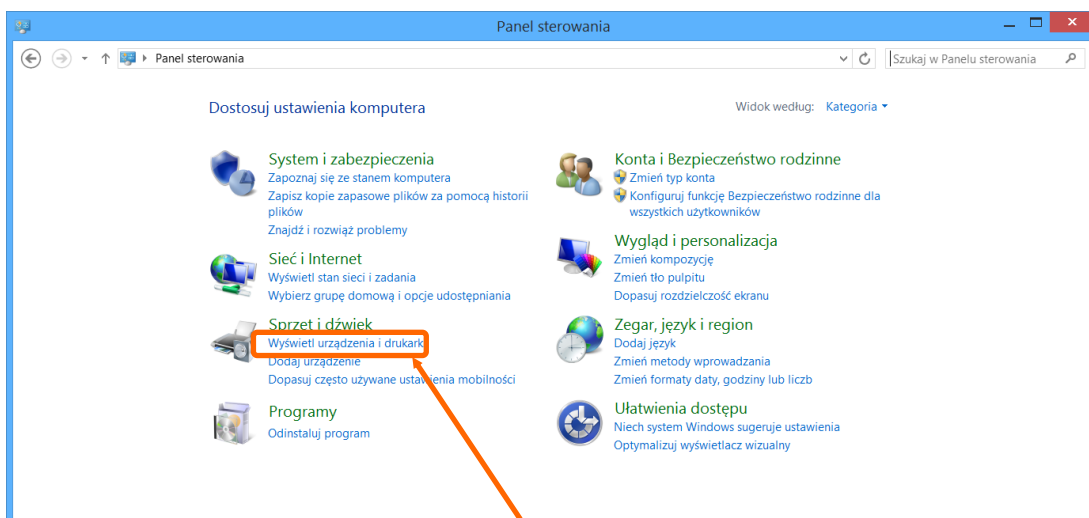 Panel sterowania
Panel sterowania
Szukaj w Panelu sterowania
Dostosuj ustawienia komputera
Widok według: Kategoria
System i zabezpieczenia
Zapoznaj się ze stanem komputera
Zapisz kopie zapasowe plików za pomocą historii
plików
Znajdź i rozwiąż problemy
Sieć i Internet
Wyświetl stan sieci i zadania
Wybierz grupę domową i opcje udostępniania
Sprzęt i dźwięk
Wyświetl urządzenia i drukarki
Dodaj urządzenie
Dopasuj często używane ustawienia mobilności
Programy
Odinstaluj program
Konta i Bezpieczeństwo rodzinne
Zmień typ konta
Konfiguruj funkcję Bezpieczeństwo rodzinne dla
wszystkich użytkowników
Wygląd i personalizacja
Zmień kompozycję
Zmień tło pulpitu
Dopasuj rozdzielczość ekranu
Zegar, język i region
Dodaj język
Zmień metody wprowadzania
Zmień formaty daty, godziny lub liczb
Ułatwienia dostępu
Niech system Windows sugeruje ustawienia
Optymalizuj wyświetlacz wizualny